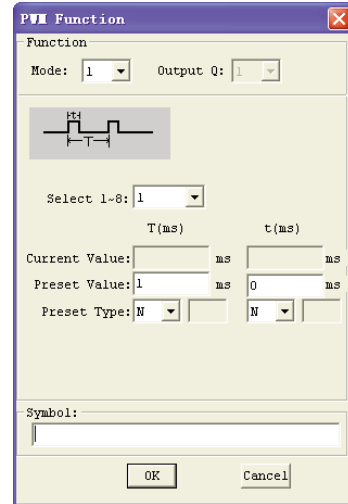 PWM Function
Function
Mode: 1 Output Q: 1
t
T
Select 1~8: 1
T(ms) t(ms)
Current Value: ms ms
Preset Value: 1 ms 0 ms
Preset Type: N N
Symbol:
OK Cancel